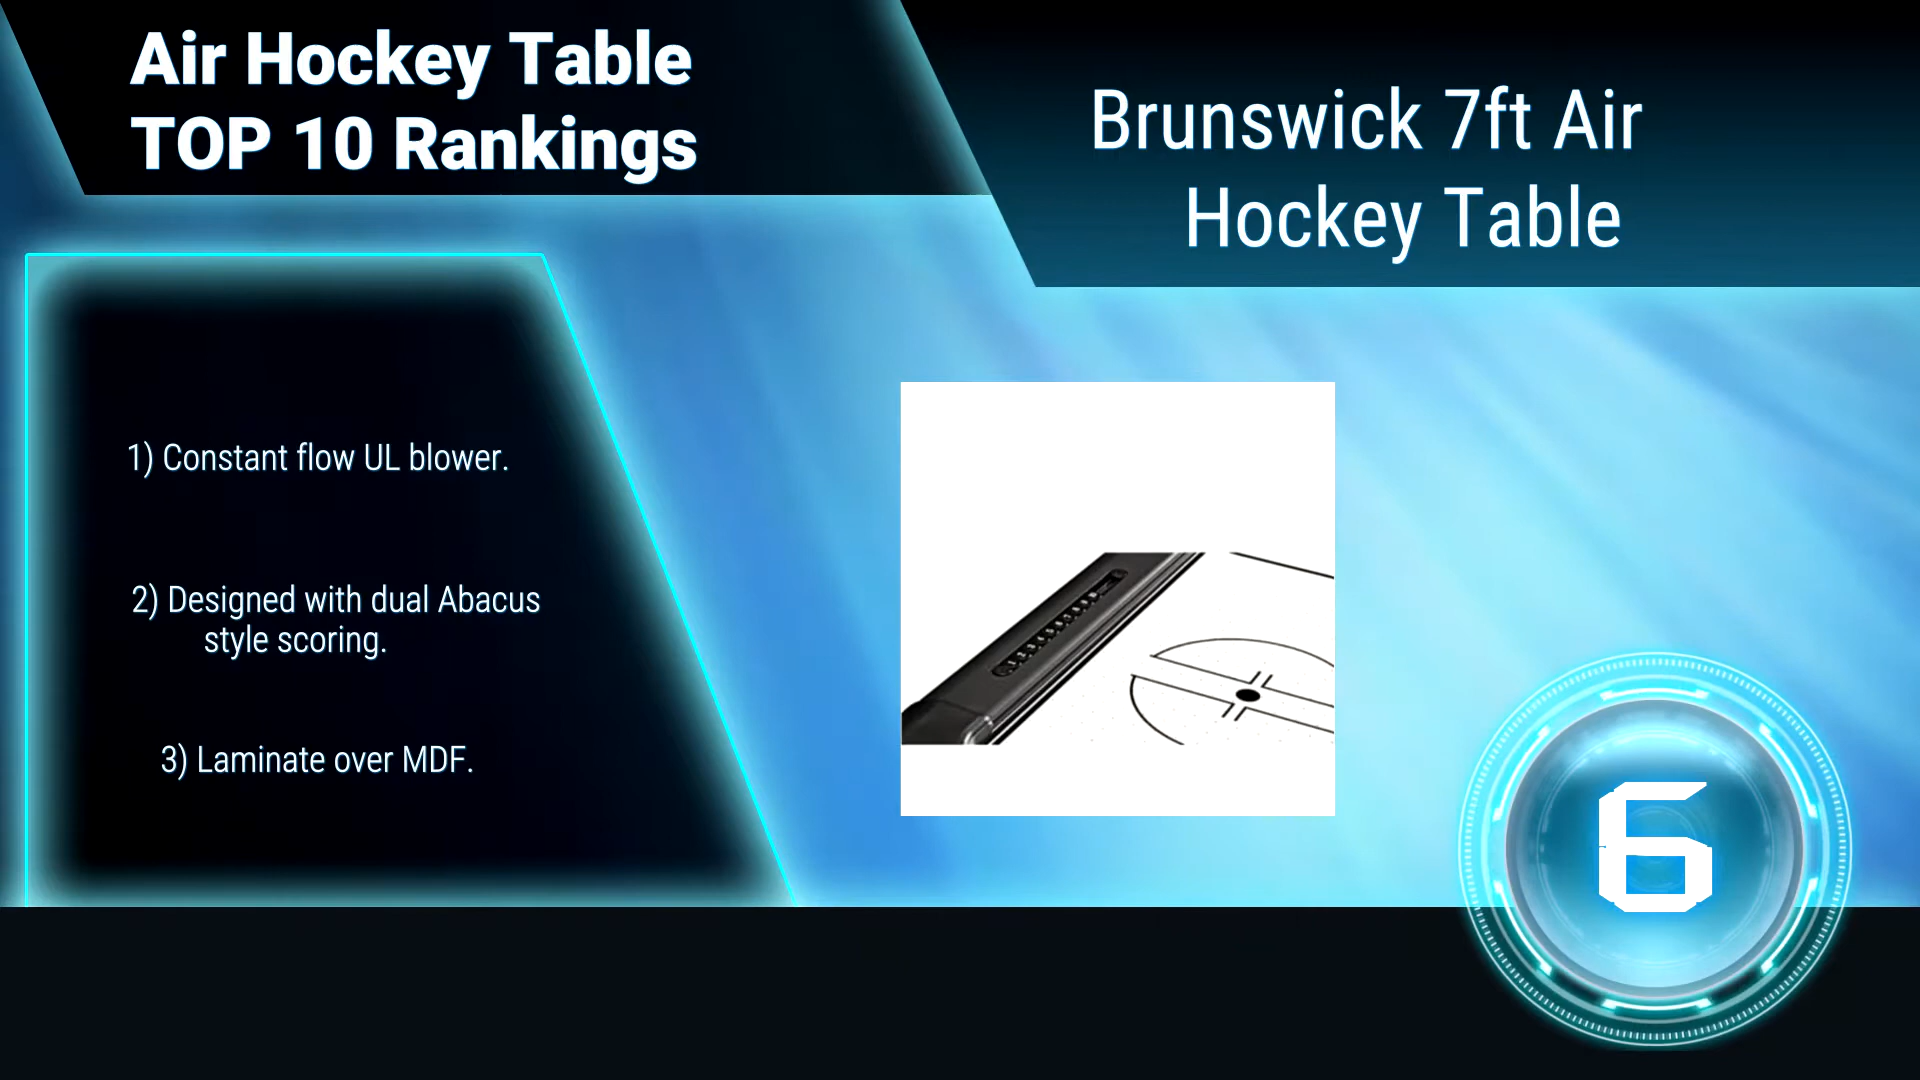 Air Hockey Table
TOP 10 Rankings
Brunswick 7ft Air
Hockey Table
1) Constant flow UL blower.
2) Designed with dual Abacus
style scoring.
3) Laminate over MDF.
6